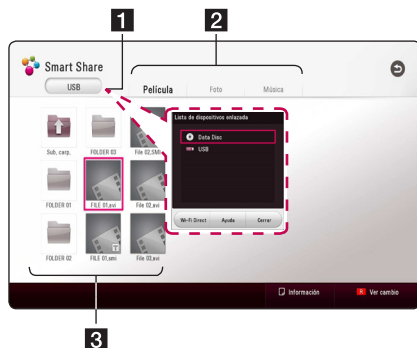 1
2
Smart Share
USB
Película
Foto
Música
Lista de dispositivos enlazada
Data Disc
USB
Wi-Fi Direct
Ayuda
Cerrar
Sub. carp.
FOLDER 03
File 02,SMI
FOLDER 01
FILE 01,avi
File 02,avi
FOLDER 02
FILE 01,smi
File 03,avi
Información
R Ver cambio
3